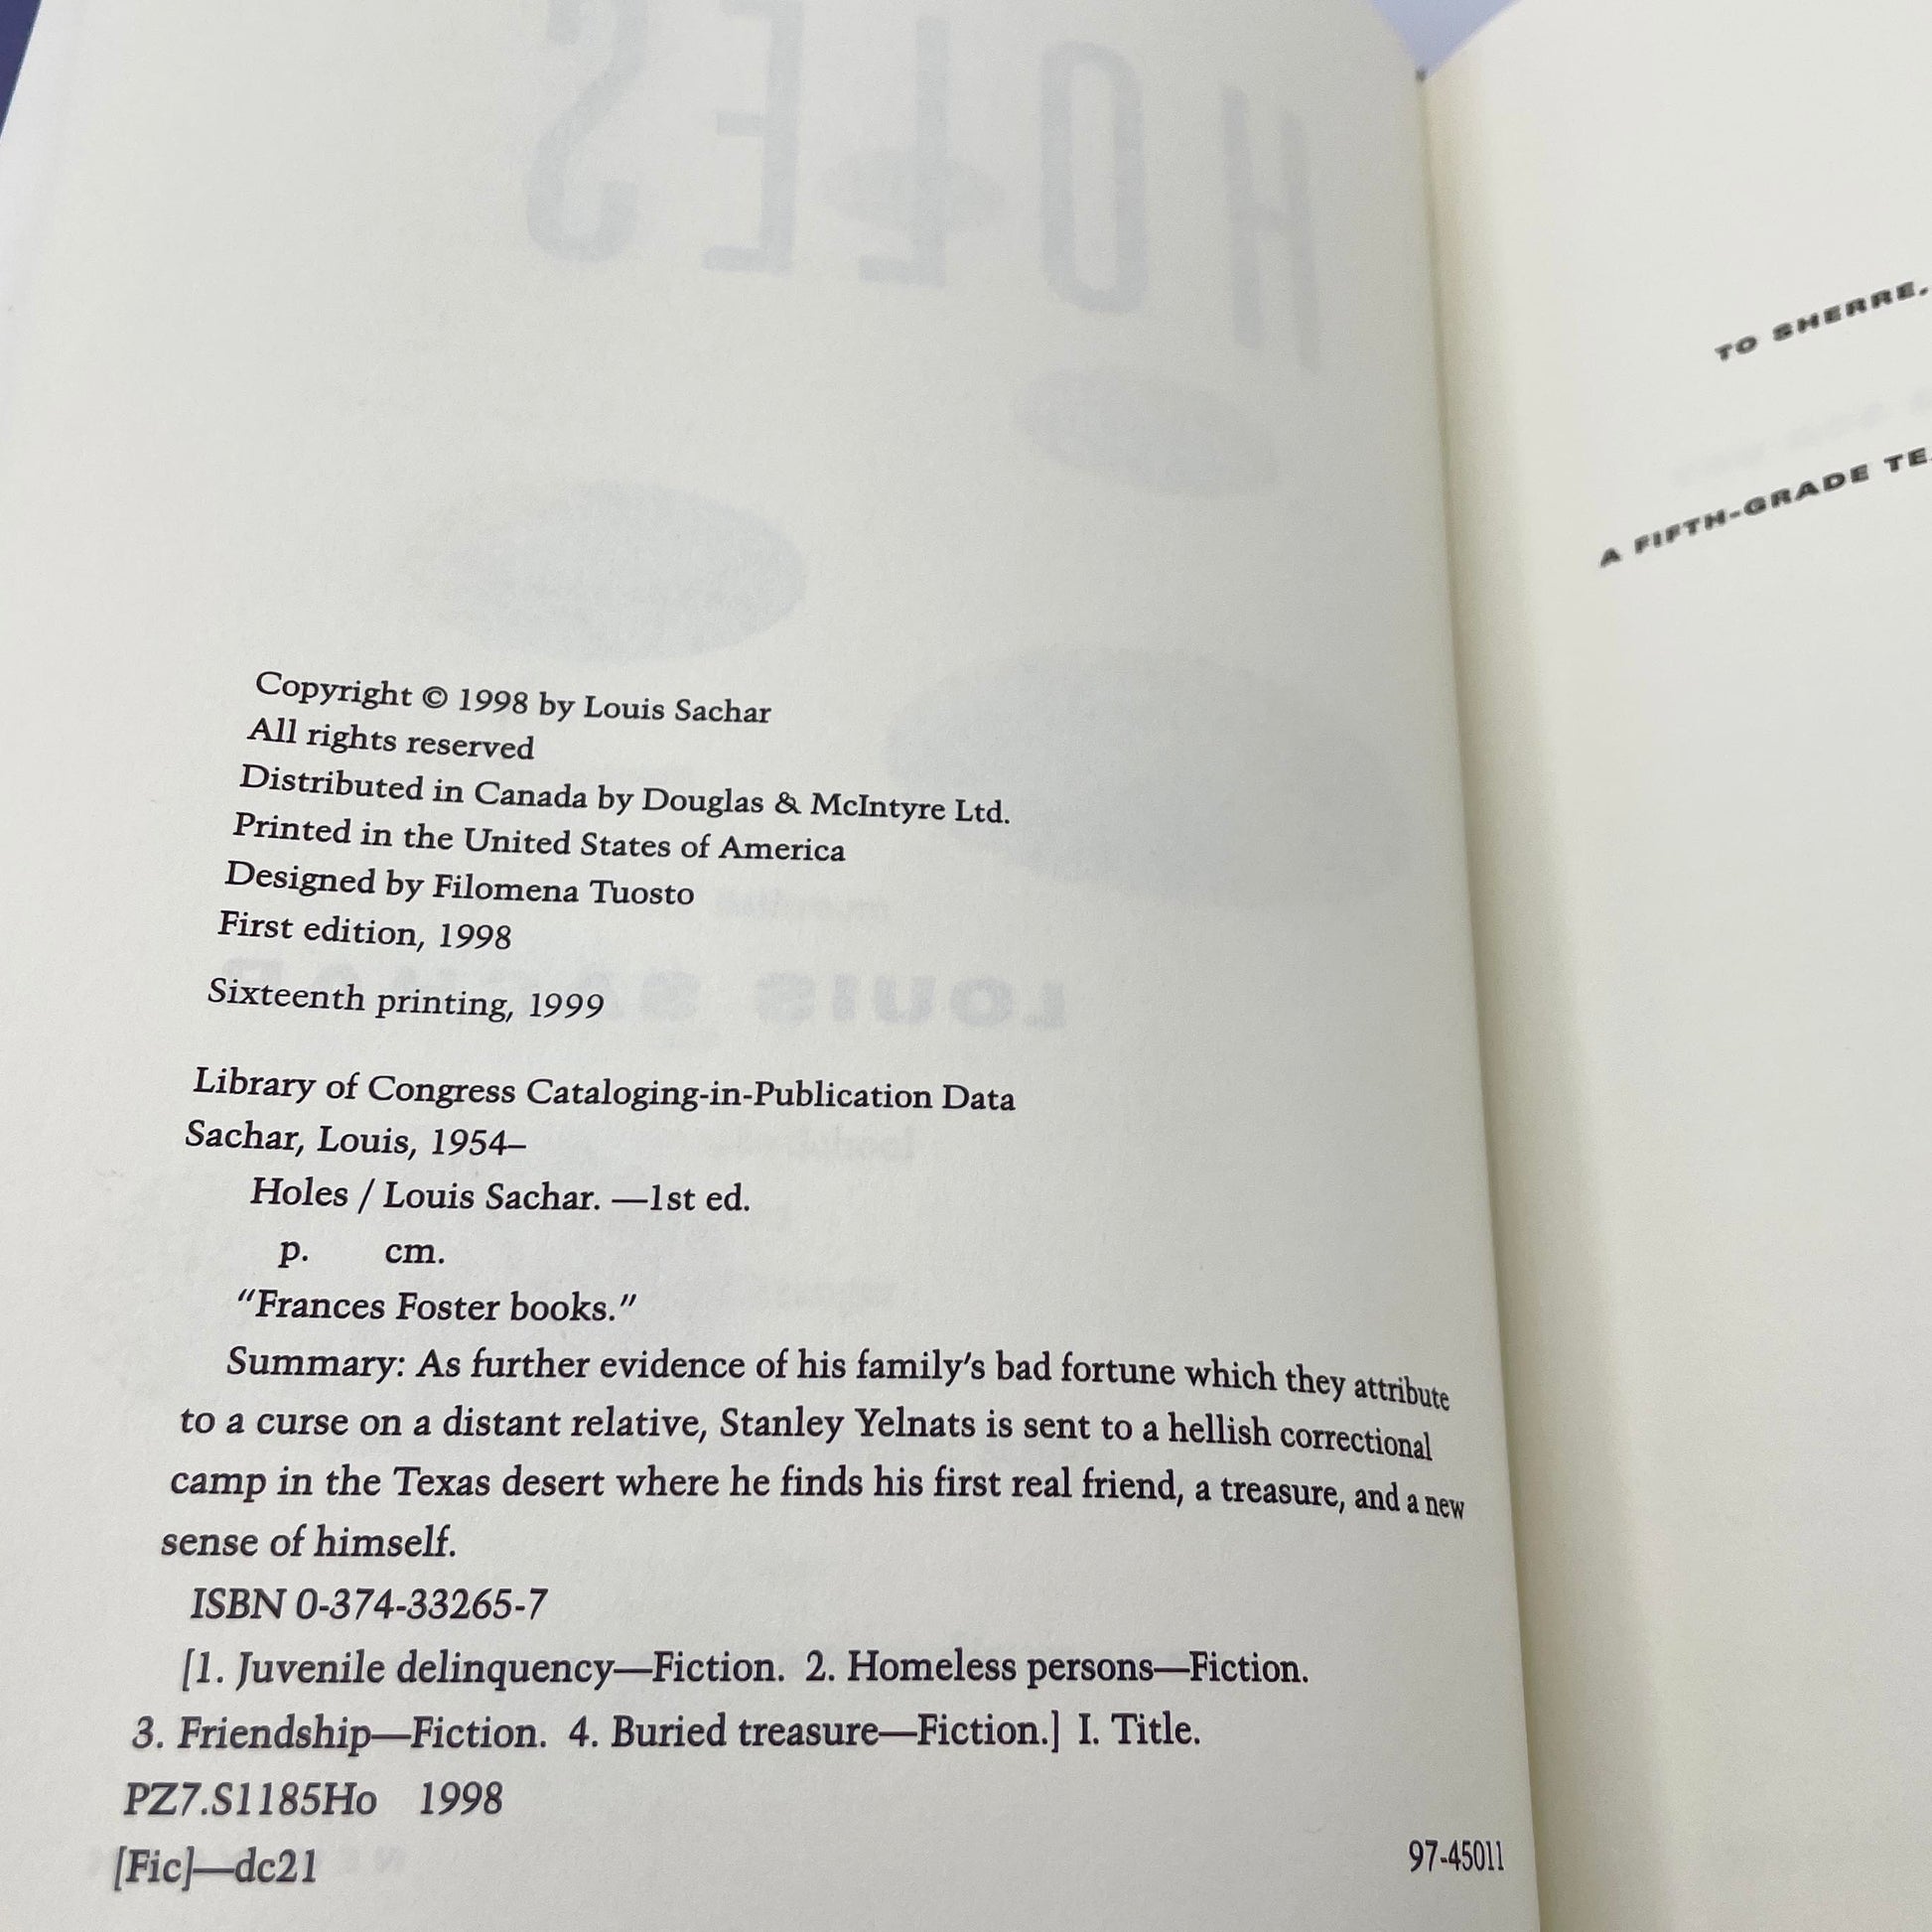 HOLES
Copyright © 1998 by Louis Sachar
All rights reserved
Distributed in Canada by Douglas & McIntyre Ltd.
Printed in the United States of America
Designed by Filomena Tuosto
First edition, 1998
LOUIS SACHAR
Sixteenth printing, 1999
Library of Congress Cataloging-in-Publication Data
Sachar, Louis, 1954–
Holes / Louis Sachar. —1st ed.
p. cm.
"Frances Foster books."
Summary: As further evidence of his family's bad fortune which they attribute
to a curse on a distant relative, Stanley Yelnats is sent to a hellish correctional
camp in the Texas desert where he finds his first real friend, a treasure, and a new
sense of himself.
ISBN 0-374-33265-7
[1. Juvenile delinquency—Fiction. 2. Homeless persons—Fiction.
3. Friendship—Fiction. 4. Buried treasure—Fiction.] I. Title.
PZ7.S1185Ho 1998
[Fic]—dc21 97-45011
TO SHERRE,
A FIFTH-GRADE